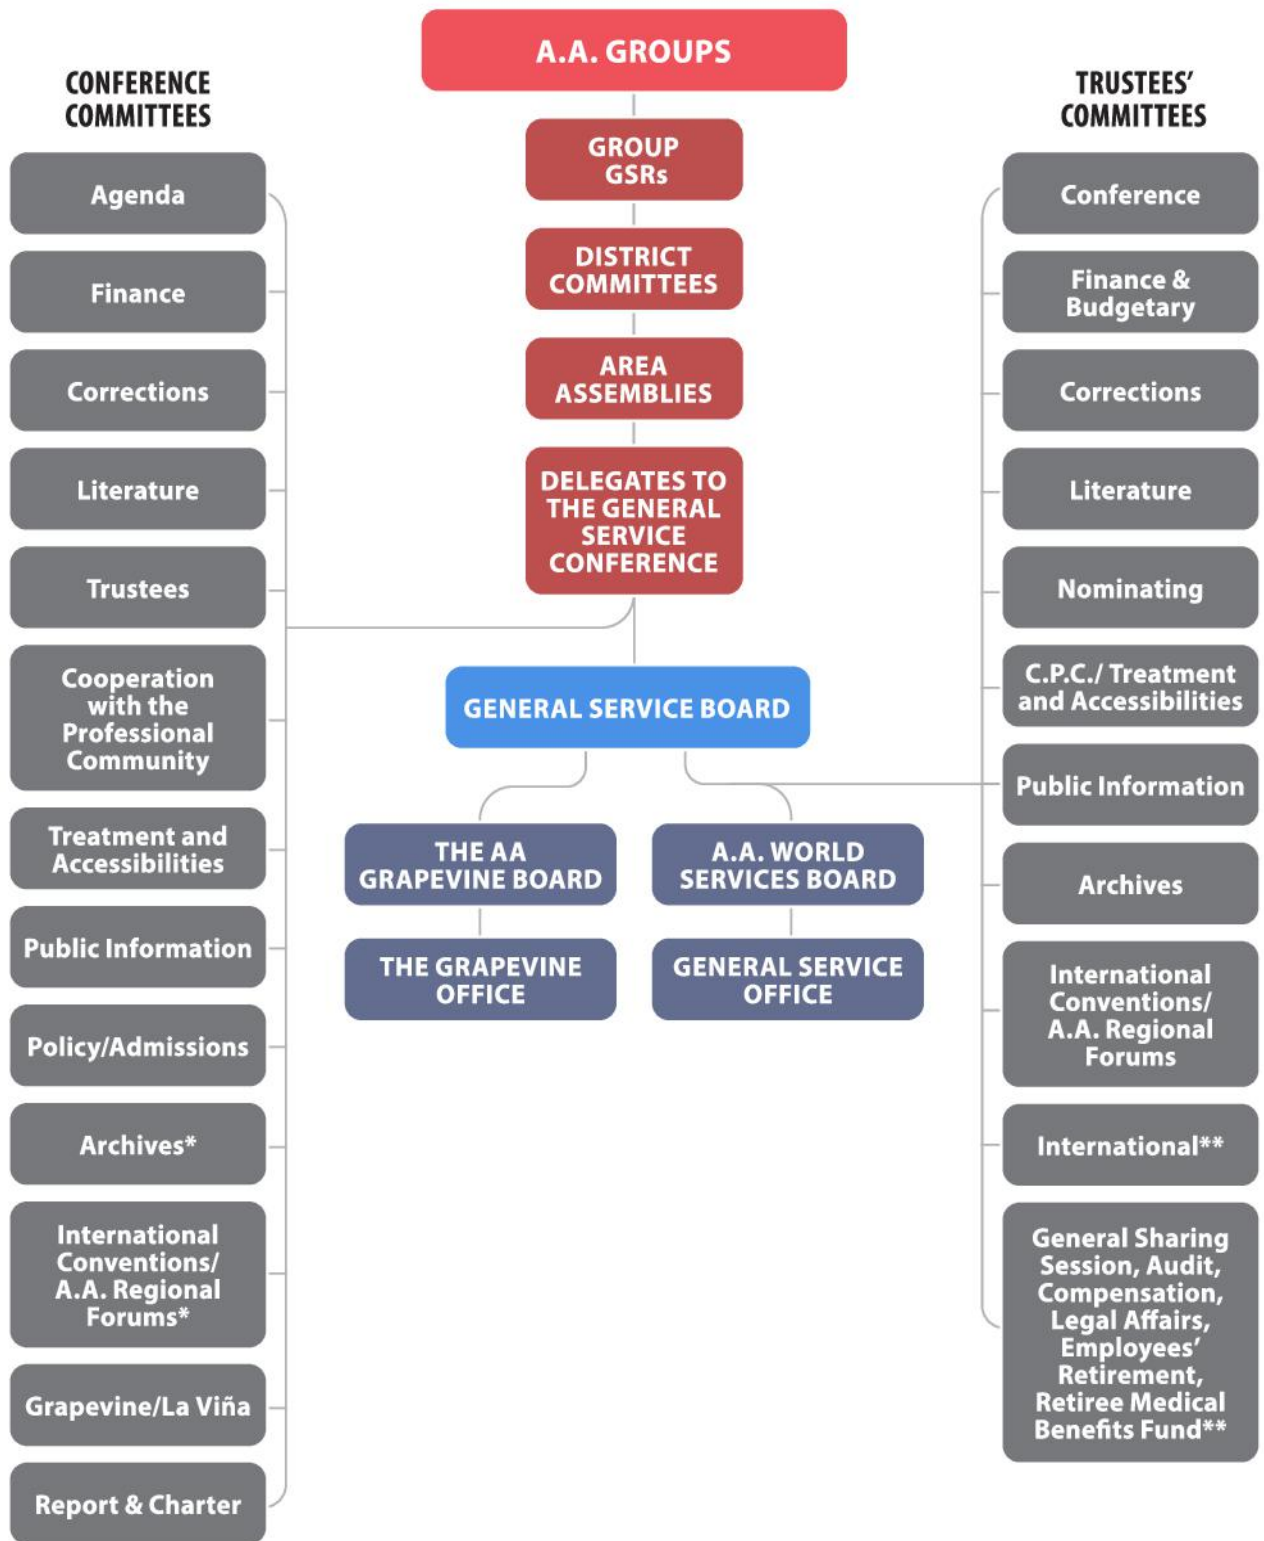 A.A. GROUPS
CONFERENCE
COMMITTEES
Agenda
Finance
Corrections
Literature
Trustees
Cooperation
with the
Professional
Community
Treatment and
Accessibilities
Public Information
Policy/Admissions
Archives*
International
Conventions/
A.A. Regional
Forums*
Grapevine/La Viña
Report & Charter
GROUP
GSRs
DISTRICT
COMMITTEES
AREA
ASSEMBLIES
DELEGATES TO
THE GENERAL
SERVICE
CONFERENCE
GENERAL SERVICE BOARD
THE AA
GRAPEVINE BOARD
THE GRAPEVINE
OFFICE
A.A. WORLD
SERVICES BOARD
GENERAL SERVICE
OFFICE
TRUSTEES’
COMMITTEES
Conference
Finance &
Budgetary
Corrections
Literature
Nominating
C.P.C./ Treatment
and Accessibilities
Public Information
Archives
International
Conventions/
A.A. Regional
Forums
International**
General Sharing
Session, Audit,
Compensation,
Legal Affairs,
Employees’
Retirement,
Retiree Medical
Benefits Fund**